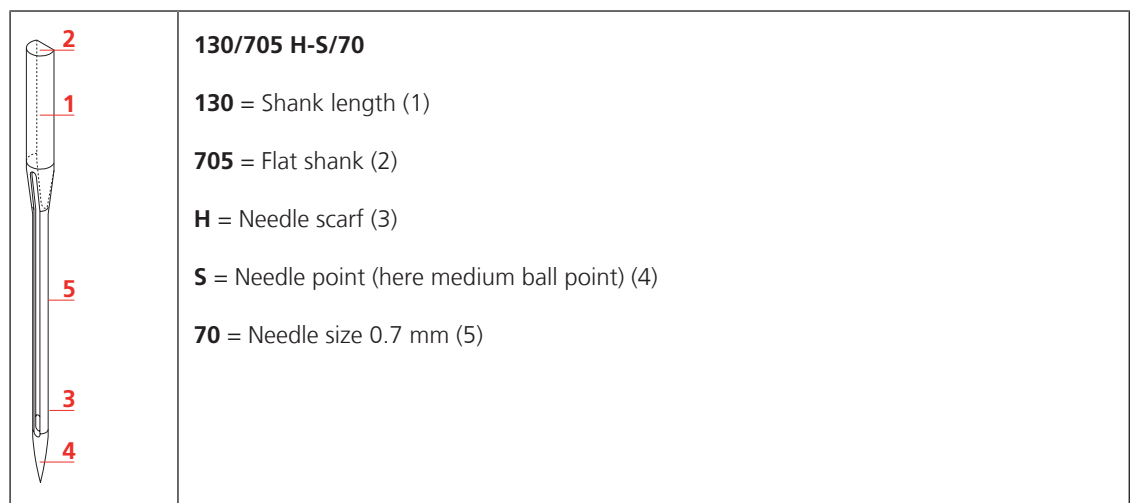 2
1
5
3
4
130/705 H-S/70
130 = Shank length (1)
705 = Flat shank (2)
H = Needle scarf (3)
S = Needle point (here medium ball point) (4)
70 = Needle size 0.7 mm (5)